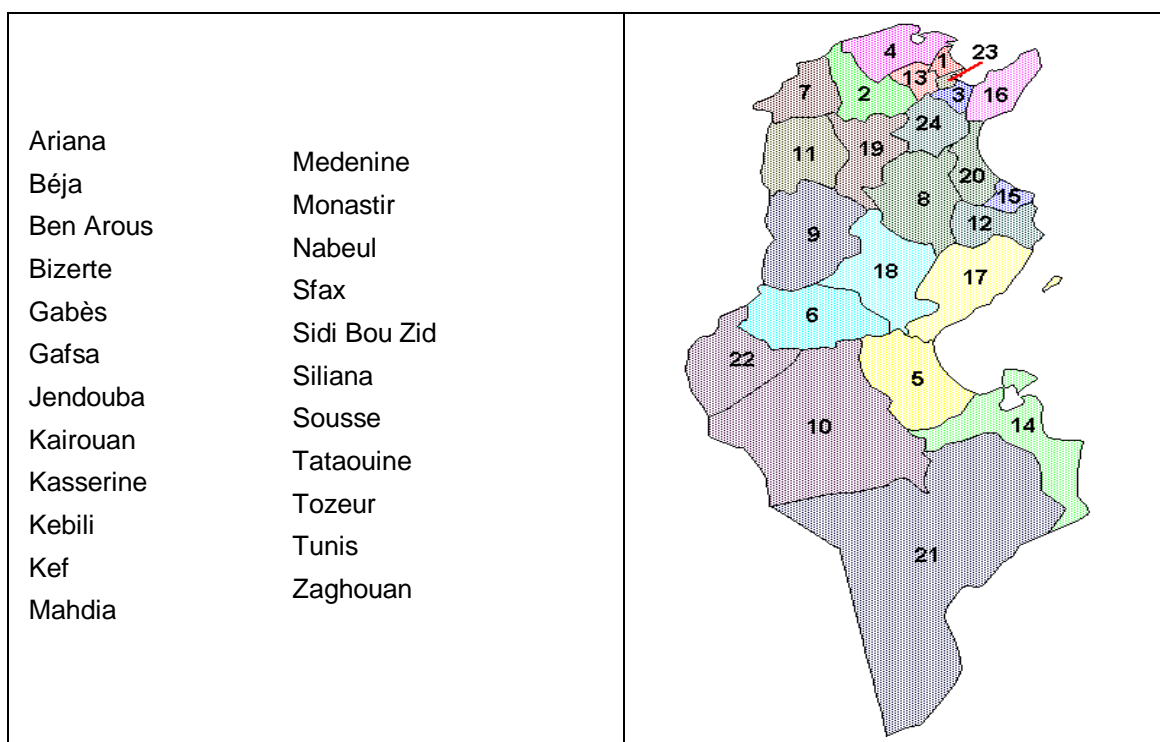 Ariana
Béja
Ben Arous
Bizerte
Gabès
Gafsa
Jendouba
Kairouan
Kasserine
Kebili
Kef
Mahdia
Medenine
Monastir
Nabeul
Sfax
Sidi Bou Zid
Siliana
Sousse
Tataouine
Tozeur
Tunis
Zaghouan
4
1
23
13
7
2
3
16
24
11
19
20
8
15
12
9
18
17
6
22
5
10
14
21